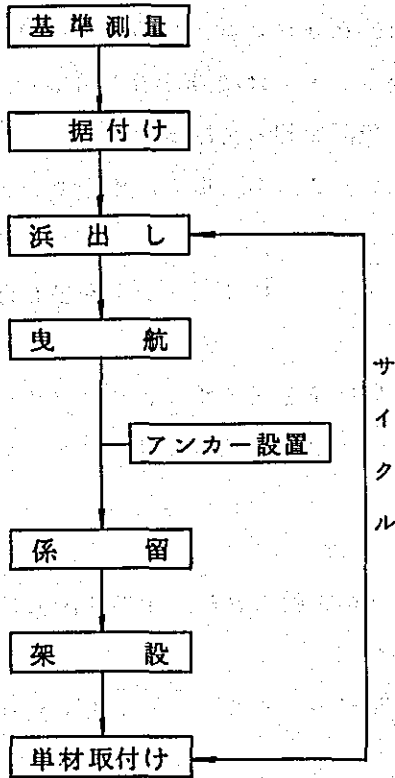 基準測量
据付け
浜出し
曳航
サイクル
アンカー設置
係留
架設
単材取付け